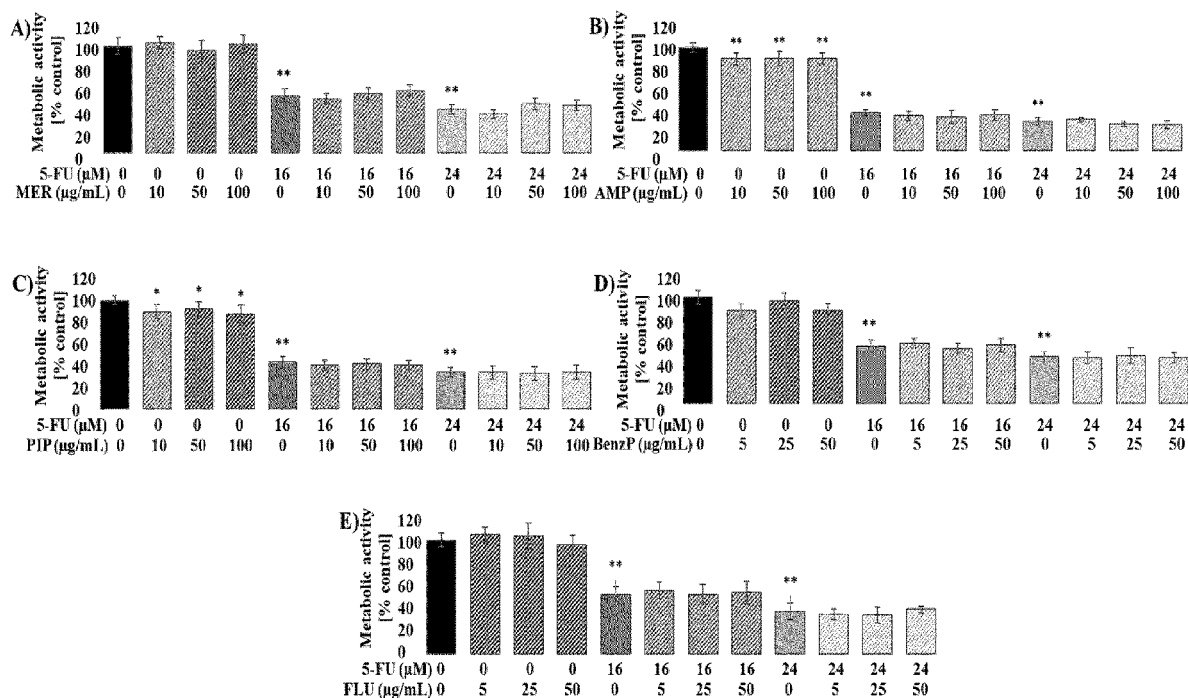 A)
Metabolic activity
[% control]
120
100
80
60
40
20
0
** **
5-FU (µM) 0 0 0 0 16 16 16 16 24 24 24 24
MER (µg/mL) 0 10 50 100 0 10 50 100 0 10 50 100
B)
Metabolic activity
[% control]
120
100
80
60
40
20
0
** ** ** ** **
5-FU (µM) 0 0 0 0 16 16 16 16 24 24 24 24
AMP (µg/mL) 0 10 50 100 0 10 50 100 0 10 50 100
C)
Metabolic activity
[% control]
120
100
80
60
40
20
0
* * * ** **
5-FU (µM) 0 0 0 0 16 16 16 16 24 24 24 24
PIP (µg/mL) 0 10 50 100 0 10 50 100 0 10 50 100
D)
Metabolic activity
[% control]
120
100
80
60
40
20
0
** **
5-FU (µM) 0 0 0 0 16 16 16 16 24 24 24 24
BenzP (µg/mL) 0 5 25 50 0 5 25 50 0 5 25 50
E)
Metabolic activity
[% control]
120
100
80
60
40
20
0
** **
5-FU (µM) 0 0 0 0 16 16 16 16 24 24 24 24
FLU (µg/mL) 0 5 25 50 0 5 25 50 0 5 25 50